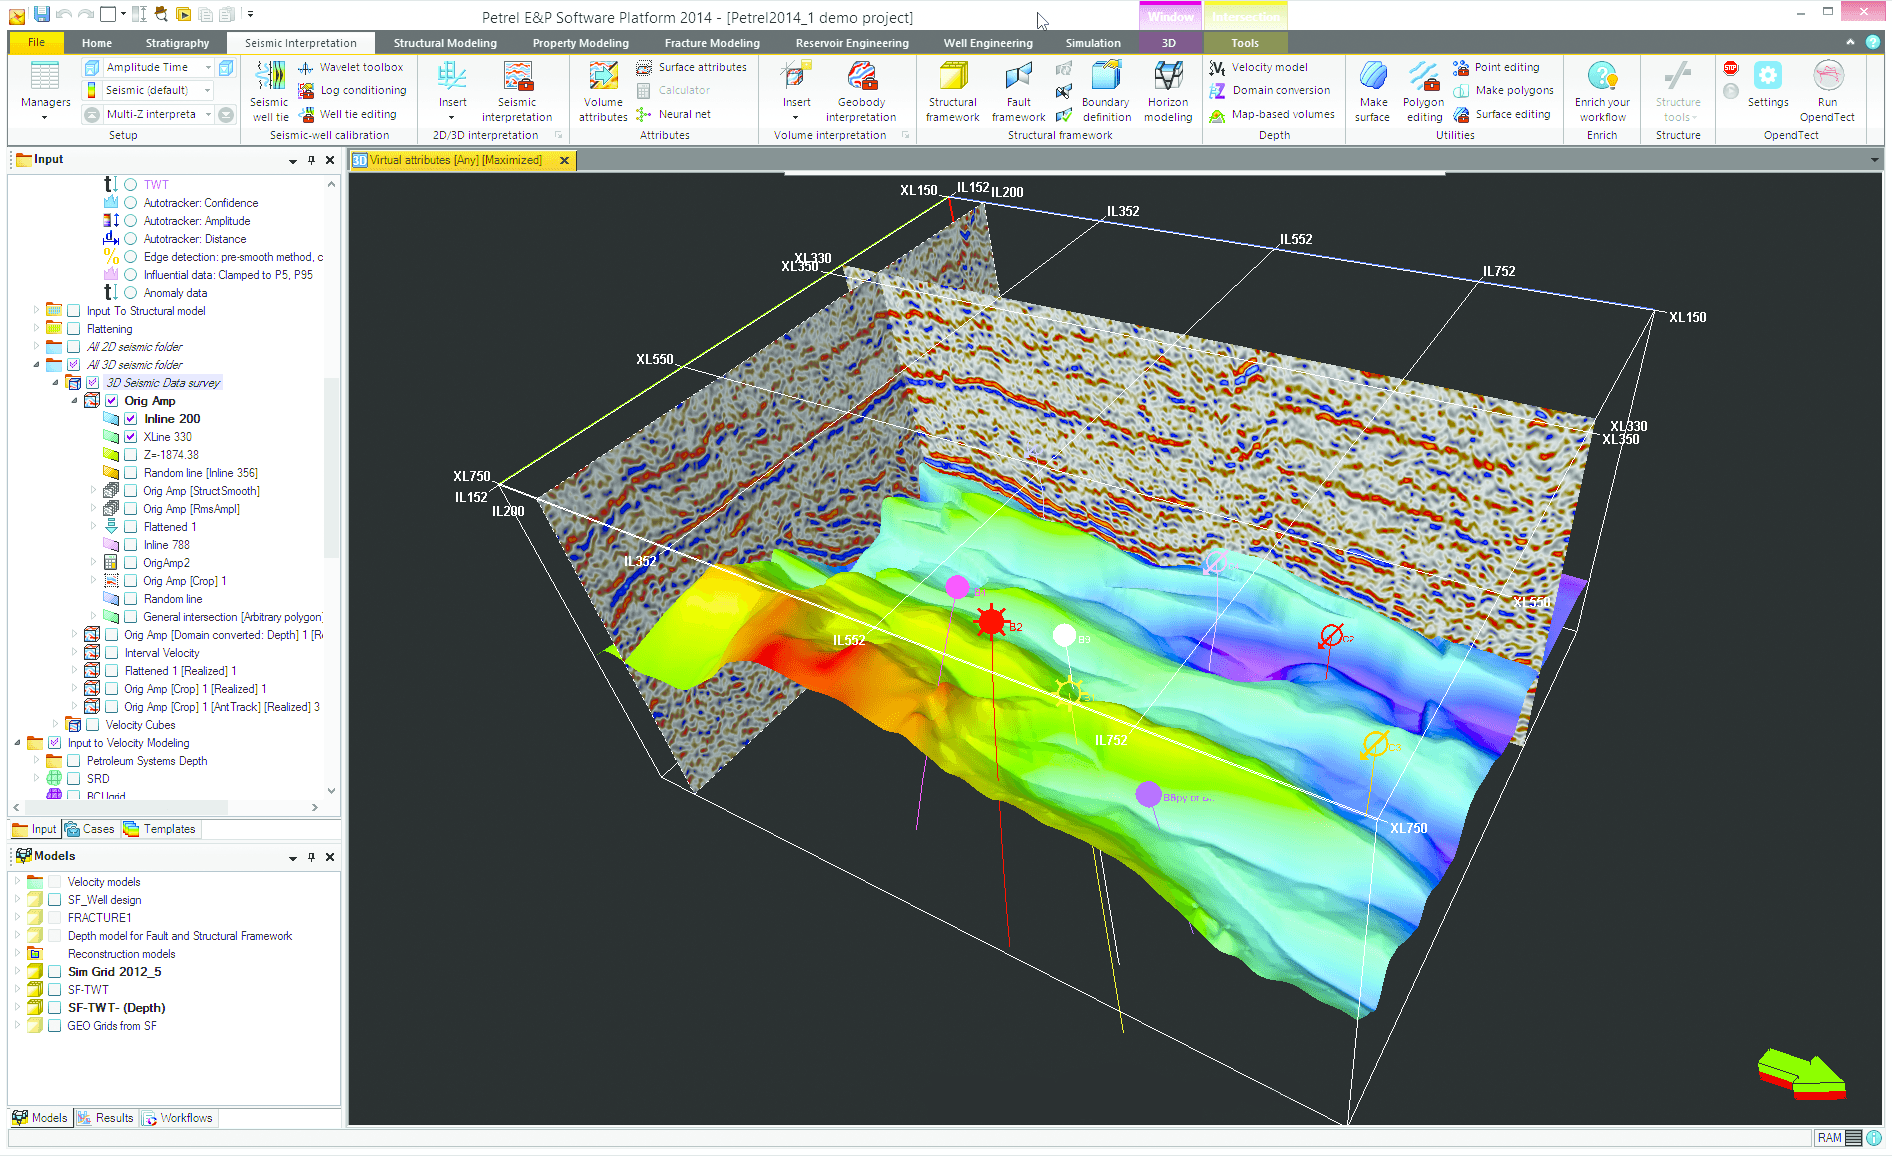 Petrel E&P Software Platform 2014 - [Petrel2014_1 demo project]
Window
Intersection
File
Home
Stratigraphy
Seismic Interpretation
Structural Modeling
Property Modeling
Fracture Modeling
Reservoir Engineering
Well Engineering
Simulation
3D
Tools
Managers
Amplitude Time
Seismic (default)
Multi-Z interpreta
Setup
Seismic
well tie
Wavelet toolbox
Log conditioning
Well tie editing
Seismic-well calibration
Insert
Seismic
interpretation
2D/3D interpretation
Volume
attributes
Surface attributes
Calculator
Neural net
Attributes
Insert
Geobody
interpretation
Volume interpretation
Structural
framework
Fault
framework
Boundary
definition
Horizon
modeling
Structural framework
Velocity model
Domain conversion
Map-based volumes
Depth
Make
surface
Polygon
editing
Point editing
Make polygons
Surface editing
Utilities
Enrich your
workflow
Enrich
Structure
tools
Structure
STOP
Settings
Run
OpendTect
OpendTect
Input
TWT
Autotracker: Confidence
Autotracker: Amplitude
Autotracker: Distance
Edge detection: pre-smooth method, c
Influential data: Clamped to P5, P95
Anomaly data
Input To Structural model
Flattening
All 2D seismic folder
All 3D seismic folder
3D Seismic Data survey
Orig Amp
Inline 200
XLine 330
Z=-1874.38
Random line [Inline 356]
Orig Amp [StructSmooth]
Orig Amp [RmsAmpl]
Flattened 1
Inline 788
OrigAmp2
Orig Amp [Crop] 1
Random line
General intersection [Arbitrary polygon]
Orig Amp [Domain converted: Depth] 1 [Re
Interval Velocity
Flattened 1 [Realized] 1
Orig Amp [Crop] 1 [Realized] 1
Orig Amp [Crop] 1 [AntTrack] [Realized] 3
Velocity Cubes
Input to Velocity Modeling
Petroleum Systems Depth
SRD
BCUgrid
Input
Cases
Templates
Models
Velocity models
SF_Well design
FRACTURE1
Depth model for Fault and Structural Framework
Reconstruction models
Sim Grid 2012_5
SF-TWT
SF-TWT- (Depth)
GEO Grids from SF
Models
Results
Workflows
3D Virtual attributes [Any] [Maximized]
XL150
IL152
IL200
IL352
IL552
IL752
XL150
XL330
XL350
XL550
XL750
IL152
IL200
IL352
IL552
IL752
XL330
XL350
XL550
XL750
B2
B3
RAM